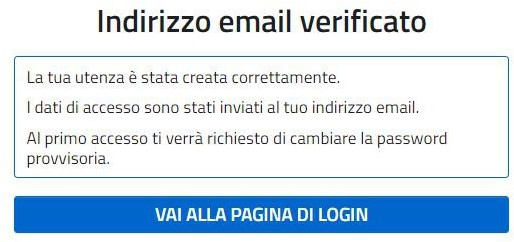 Indirizzo email verificato
La tua utenza è stata creata correttamente.
I dati di accesso sono stati inviati al tuo indirizzo email.
Al primo accesso ti verrà richiesto di cambiare la password
provvisoria.
VAI ALLA PAGINA DI LOGIN